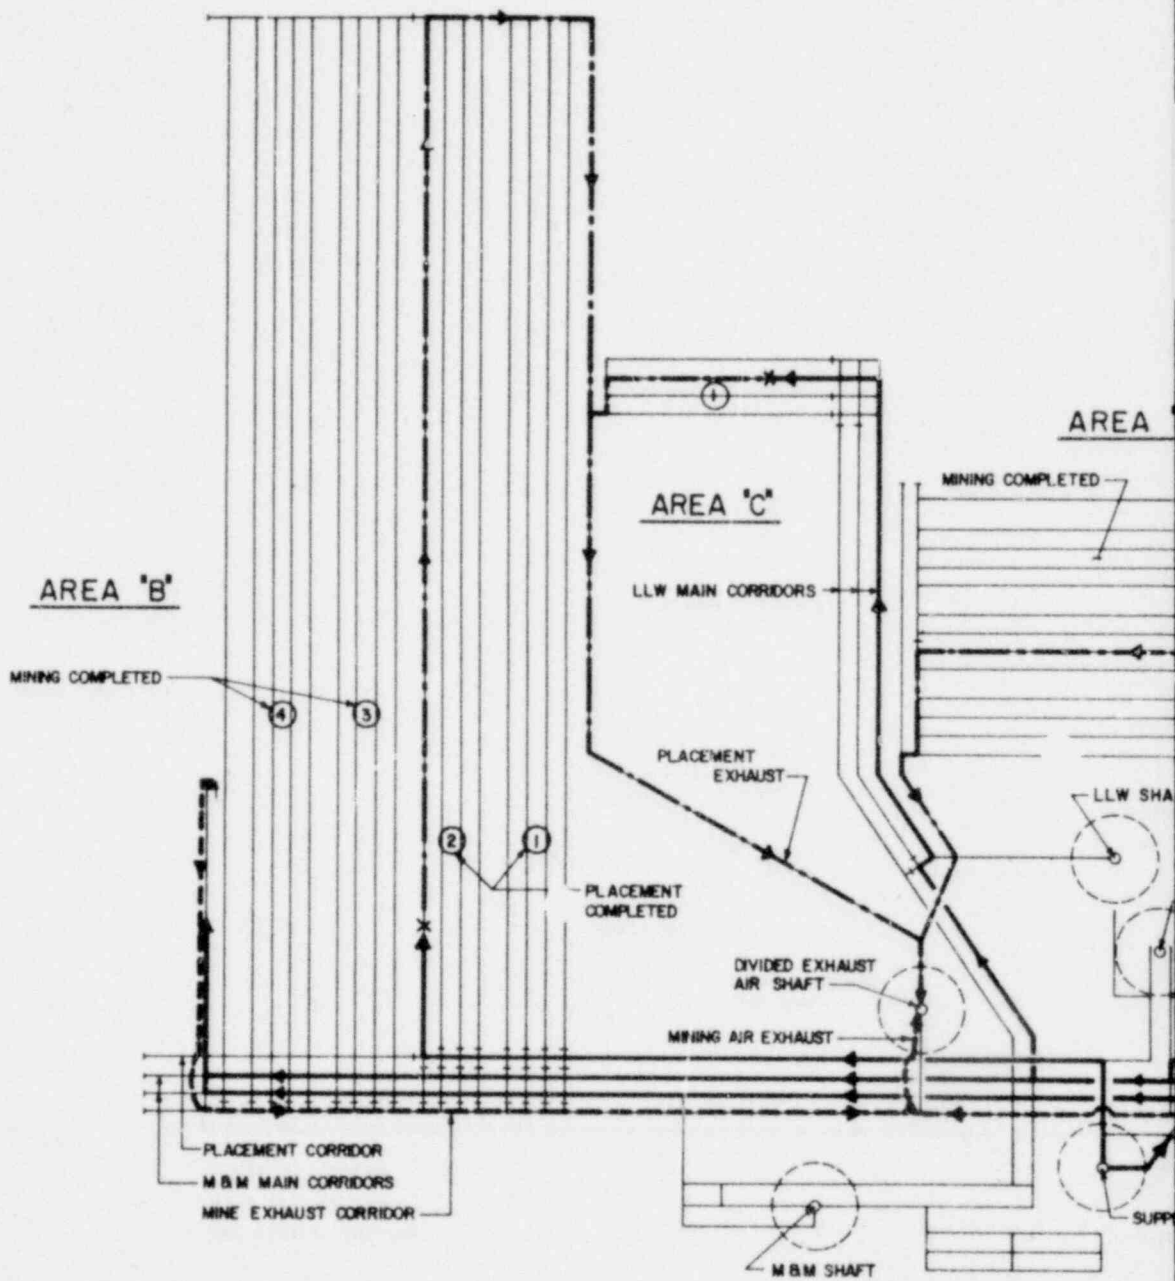 1
AREA
MINING COMPLETED
AREA "C"
LLW MAIN CORRIDORS
AREA "B"
MINING COMPLETED
4
3
PLACEMENT
EXHAUST
LLW SHA
2
1
PLACEMENT
COMPLETED
DIVIDED EXHAUST
AIR SHAFT
MINING AIR EXHAUST
PLACEMENT CORRIDOR
M & M MAIN CORRIDORS
MINE EXHAUST CORRIDOR
SUPP
M & M SHAFT